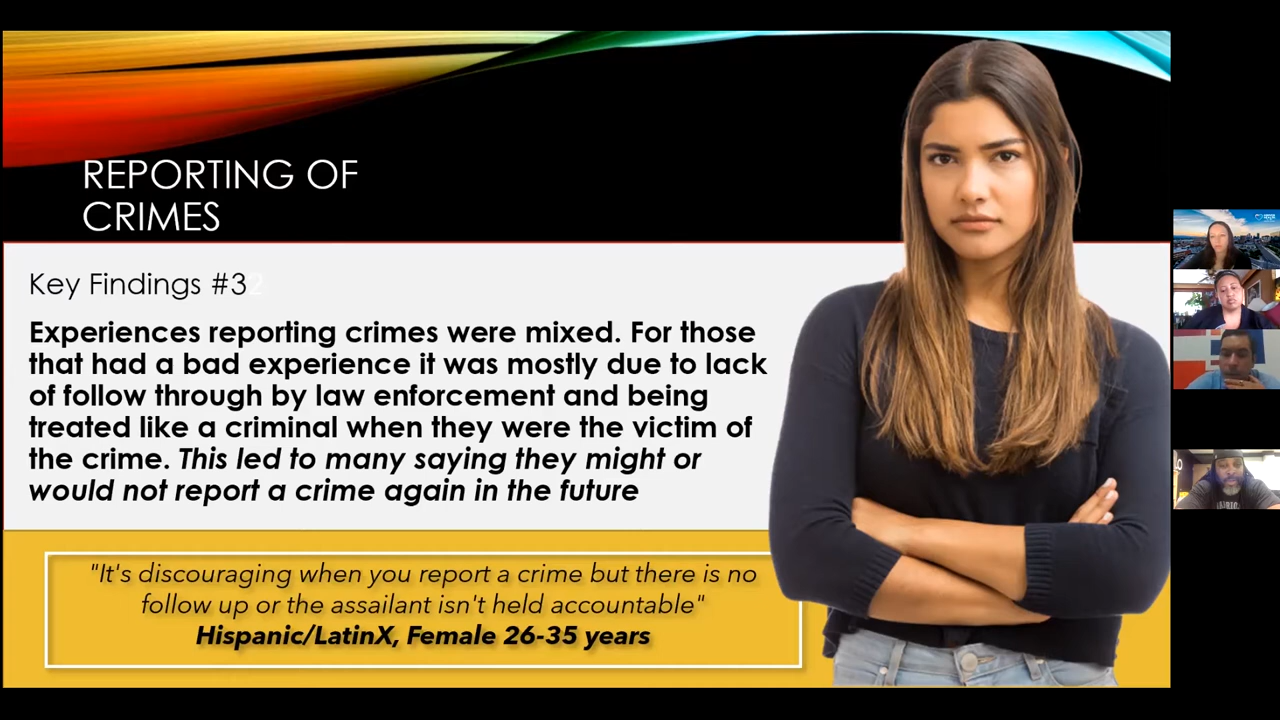 REPORTING OF
CRIMES
Key Findings #3
Experiences reporting crimes were mixed. For those
that had a bad experience it was mostly due to lack
of follow through by law enforcement and being
treated like a criminal when they were the victim of
the crime. This led to many saying they might or
would not report a crime again in the future
"It's discouraging when you report a crime but there is no
follow up or the assailant isn't held accountable"
Hispanic/LatinX, Female 26-35 years